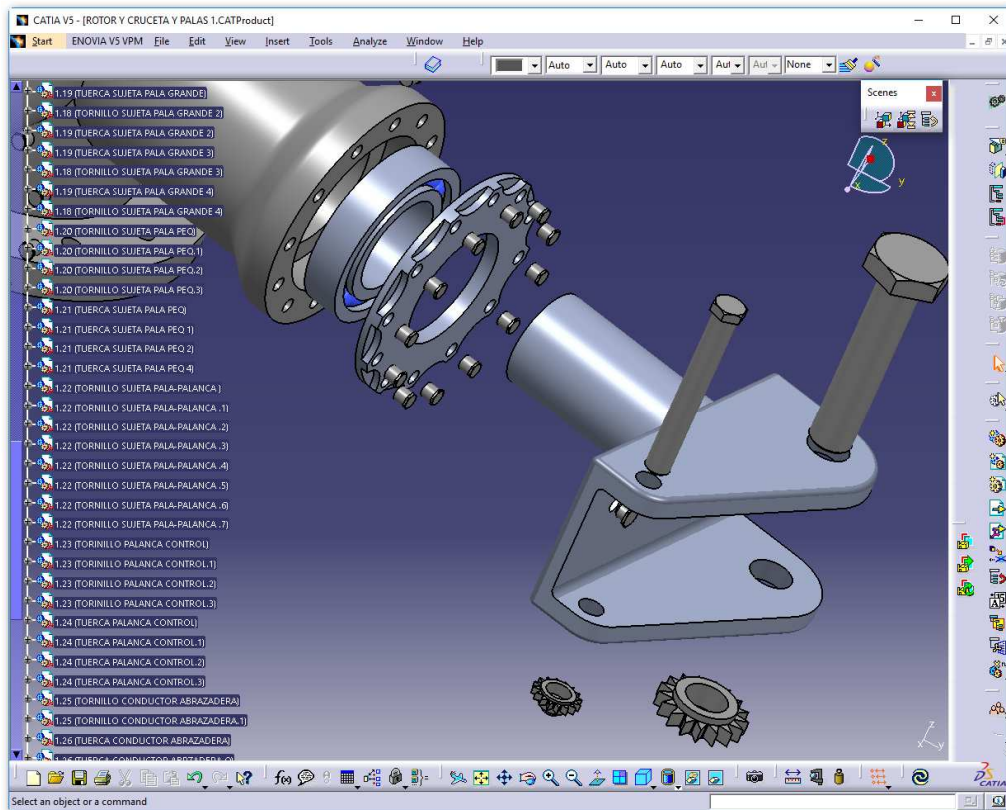 CATIA V5 - [ROTOR Y CRUCETA Y PALAS 1.CATProduct]
Start ENOVIA V5 VPM File Edit View Insert Tools Analyze Window Help
Auto Auto Auto Aut Aut None
Scenes
1.19 (TUERCA SUJETA PALA GRANDE)
1.18 (TORNILLO SUJETA PALA GRANDE 2)
1.19 (TUERCA SUJETA PALA GRANDE 2)
1.19 (TUERCA SUJETA PALA GRANDE 3)
1.18 (TORNILLO SUJETA PALA GRANDE 3)
1.19 (TUERCA SUJETA PALA GRANDE 4)
1.18 (TORNILLO SUJETA PALA GRANDE 4)
1.20 (TORNILLO SUJETA PALA PEQ)
1.20 (TORNILLO SUJETA PALA PEQ.1)
1.20 (TORNILLO SUJETA PALA PEQ.2)
1.20 (TORNILLO SUJETA PALA PEQ.3)
1.21 (TUERCA SUJETA PALA PEQ)
1.21 (TUERCA SUJETA PALA PEQ 1)
1.21 (TUERCA SUJETA PALA PEQ 2)
1.21 (TUERCA SUJETA PALA PEQ 4)
1.22 (TORNILLO SUJETA PALA-PALANCA )
1.22 (TORNILLO SUJETA PALA-PALANCA .1)
1.22 (TORNILLO SUJETA PALA-PALANCA .2)
1.22 (TORNILLO SUJETA PALA-PALANCA .3)
1.22 (TORNILLO SUJETA PALA-PALANCA .4)
1.22 (TORNILLO SUJETA PALA-PALANCA .5)
1.22 (TORNILLO SUJETA PALA-PALANCA .6)
1.22 (TORNILLO SUJETA PALA-PALANCA .7)
1.23 (TORINILLO PALANCA CONTROL)
1.23 (TORINILLO PALANCA CONTROL.1)
1.23 (TORINILLO PALANCA CONTROL.2)
1.23 (TORINILLO PALANCA CONTROL.3)
1.24 (TUERCA PALANCA CONTROL)
1.24 (TUERCA PALANCA CONTROL.1)
1.24 (TUERCA PALANCA CONTROL.2)
1.24 (TUERCA PALANCA CONTROL.3)
1.25 (TORNILLO CONDUCTOR ABRAZADERA)
1.25 (TORNILLO CONDUCTOR ABRAZADERA.1)
1.26 (TUERCA CONDUCTOR ABRAZADERA)
z
y
x
z
x y
f(x)
CATIA
Select an object or a command